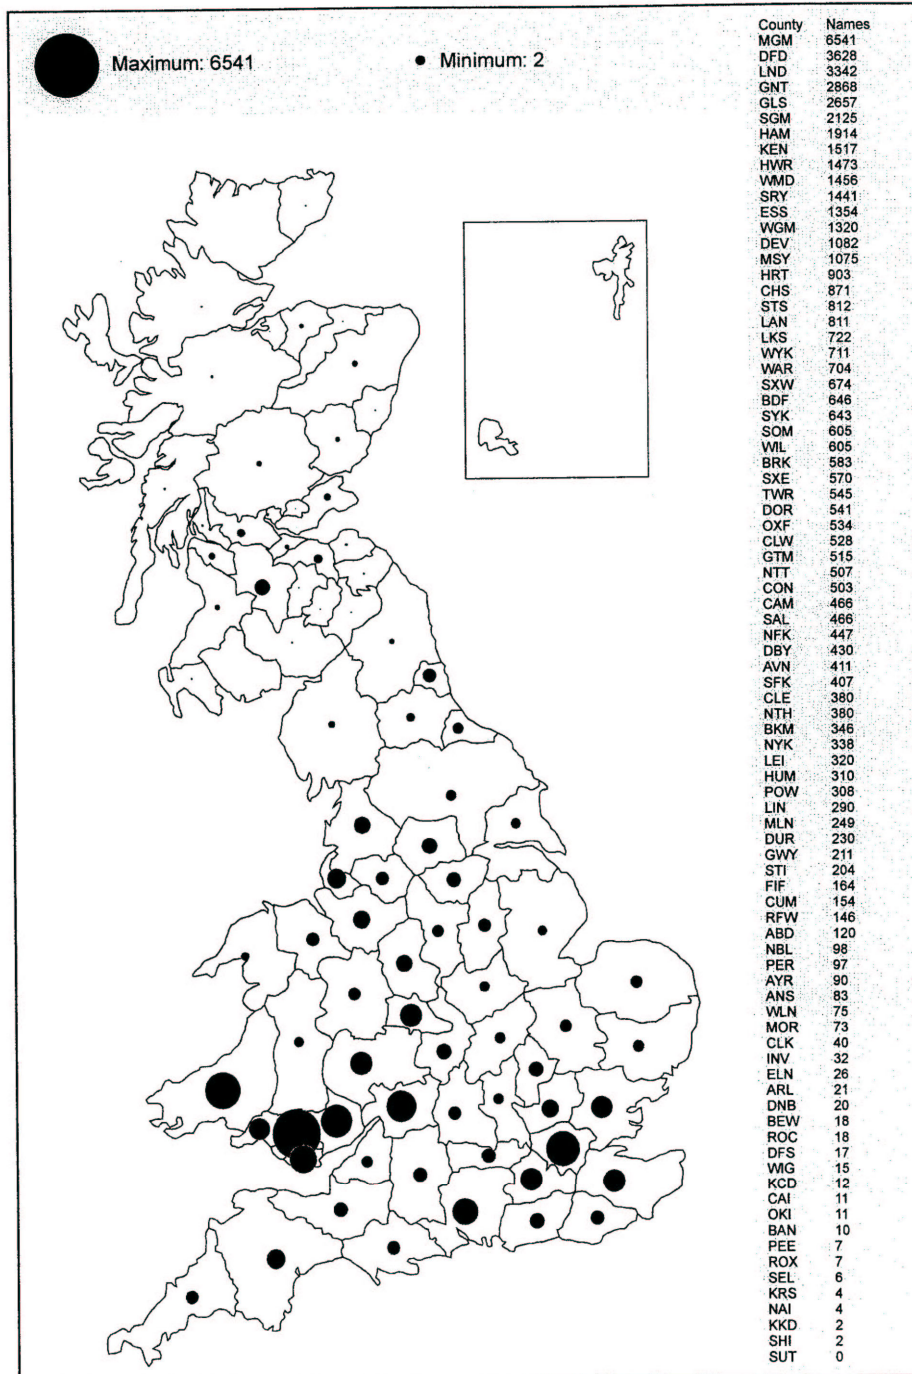 Maximum: 6541
Minimum: 2
County Names
MGM 6541
DFD 3628
LND 3342
GNT 2868
GLS 2657
SGM 2125
HAM 1914
KEN 1517
HWR 1473
WMD 1456
SRY 1441
ESS 1354
WGM 1320
DEV 1082
MSY 1075
HRT 903
CHS 871
STS 812
LAN 811
LKS 722
WYK 711
WAR 704
SXW 674
BDF 646
SYK 643
SOM 605
WIL 605
BRK 583
SXE 570
TWR 545
DOR 541
OXF 534
CLW 528
GTM 515
NTT 507
CON 503
CAM 466
SAL 466
NFK 447
DBY 430
AVN 411
SFK 407
CLE 380
NTH 380
BKM 346
NYK 338
LEI 320
HUM 310
POW 308
LIN 290
MLN 249
DUR 230
GWY 211
STI 204
FIF 164
CUM 154
RFW 146
ABD 120
NBL 98
PER 97
AYR 90
ANS 83
WLN 75
MOR 73
CLK 40
INV 32
ELN 26
ARL 21
DNB 20
BEW 18
ROC 18
DFS 17
WIG 15
KCD 12
CAI 11
OKI 11
BAN 10
PEE 7
ROX 7
SEL 6
KRS 4
NAI 4
KKD 2
SHI 2
SUT 0